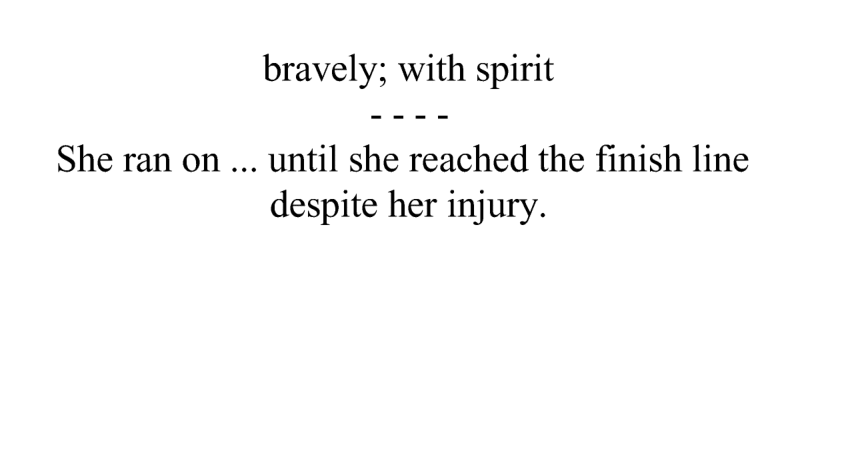 bravely; with spirit
- - - -
She ran on ... until she reached the finish line
despite her injury.